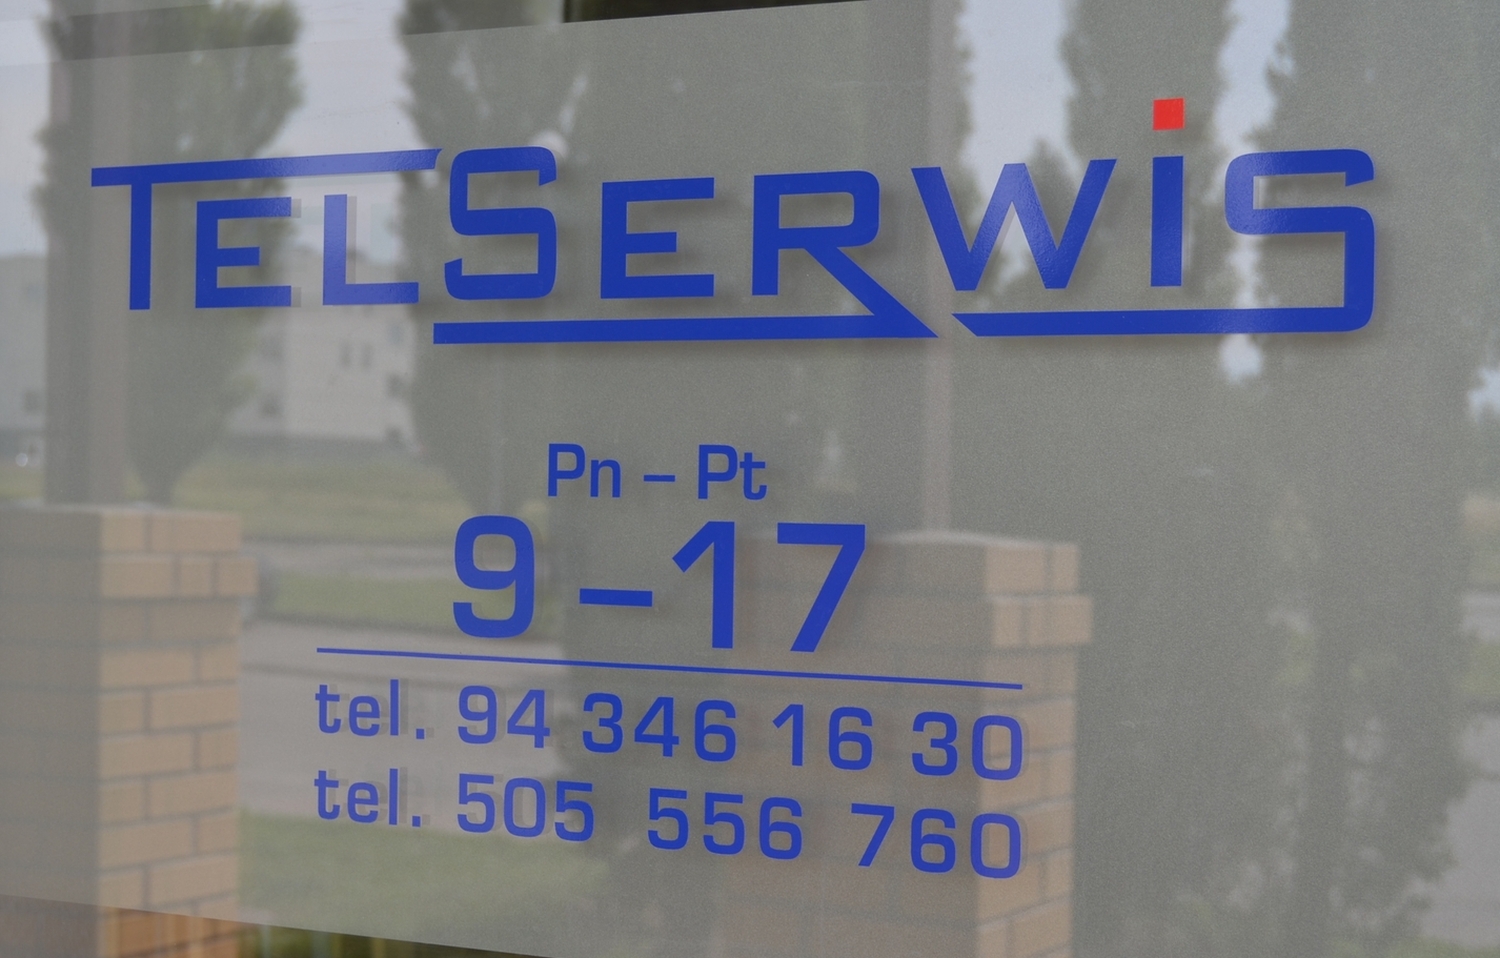 TELSERWiS
Pn – Pt
9 – 17
tel. 94 346 16 30
tel. 505 556 760